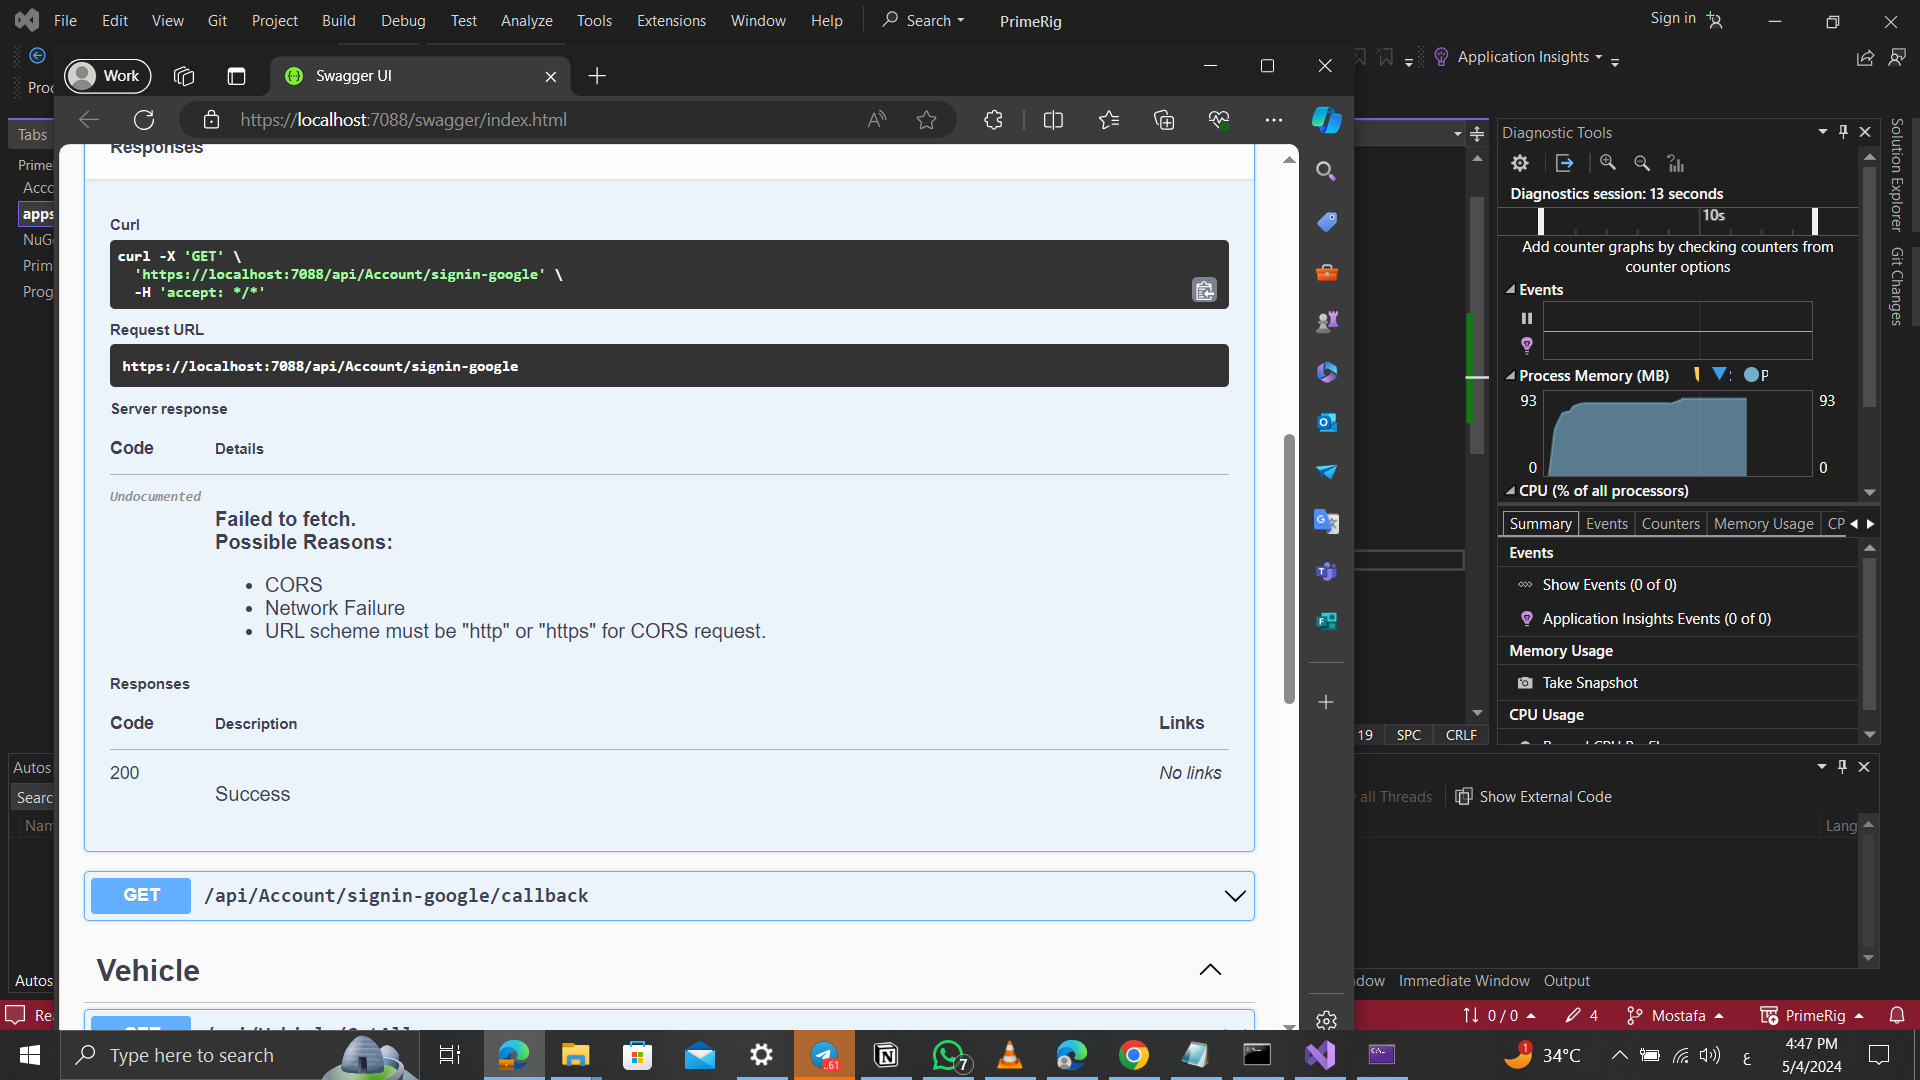 File Edit View Git Project Build Debug Test Analyze Tools Extensions Window Help Search PrimeRig Sign in
Work Swagger UI
Application Insights
https://localhost:7088/swagger/index.html
Tabs
Responses
Curl
curl -X 'GET' \
'https://localhost:7088/api/Account/signin-google' \
-H 'accept: */*'
Request URL
https://localhost:7088/api/Account/signin-google
Server response
Code Details
Undocumented
Failed to fetch.
Possible Reasons:
CORS
Network Failure
URL scheme must be "http" or "https" for CORS request.
Responses
Code Description Links
200 No links
Success
GET /api/Account/signin-google/callback
Vehicle
Diagnostic Tools
Diagnostics session: 13 seconds
10s
Add counter graphs by checking counters from
counter options
Events
Process Memory (MB) P
93 93
0 0
CPU (% of all processors)
Summary Events Counters Memory Usage CP
Events
Show Events (0 of 0)
Application Insights Events (0 of 0)
Memory Usage
Take Snapshot
CPU Usage
Solution Explorer
Git Changes
19 SPC CRLF
Autos
Searc
Nam
all Threads Show External Code
Lang
Autos
dow Immediate Window Output
Re 0 / 0 4 Mostafa PrimeRig
Type here to search
61
7
1
34°C
ع
4:47 PM
5/4/2024